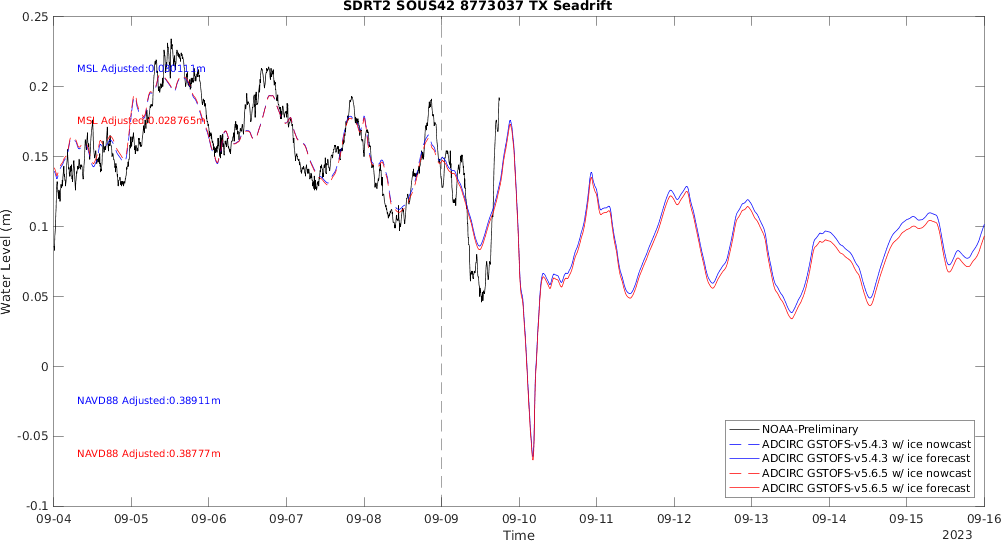 SDRT2 SOUS42 8773037 TX Seadrift
0.25
0.2
0.15
0.1
0.05
0
-0.05
-0.1
Water Level (m)
MSL Adjusted:0.030111m
MSL Adjusted:0.028765m
NAVD88 Adjusted:0.38911m
NAVD88 Adjusted:0.38777m
NOAA-Preliminary
ADCIRC GSTOFS-v5.4.3 w/ ice nowcast
ADCIRC GSTOFS-v5.4.3 w/ ice forecast
ADCIRC GSTOFS-v5.6.5 w/ ice nowcast
ADCIRC GSTOFS-v5.6.5 w/ ice forecast
09-04 09-05 09-06 09-07 09-08 09-09 09-10 09-11 09-12 09-13 09-14 09-15 09-16
Time
2023